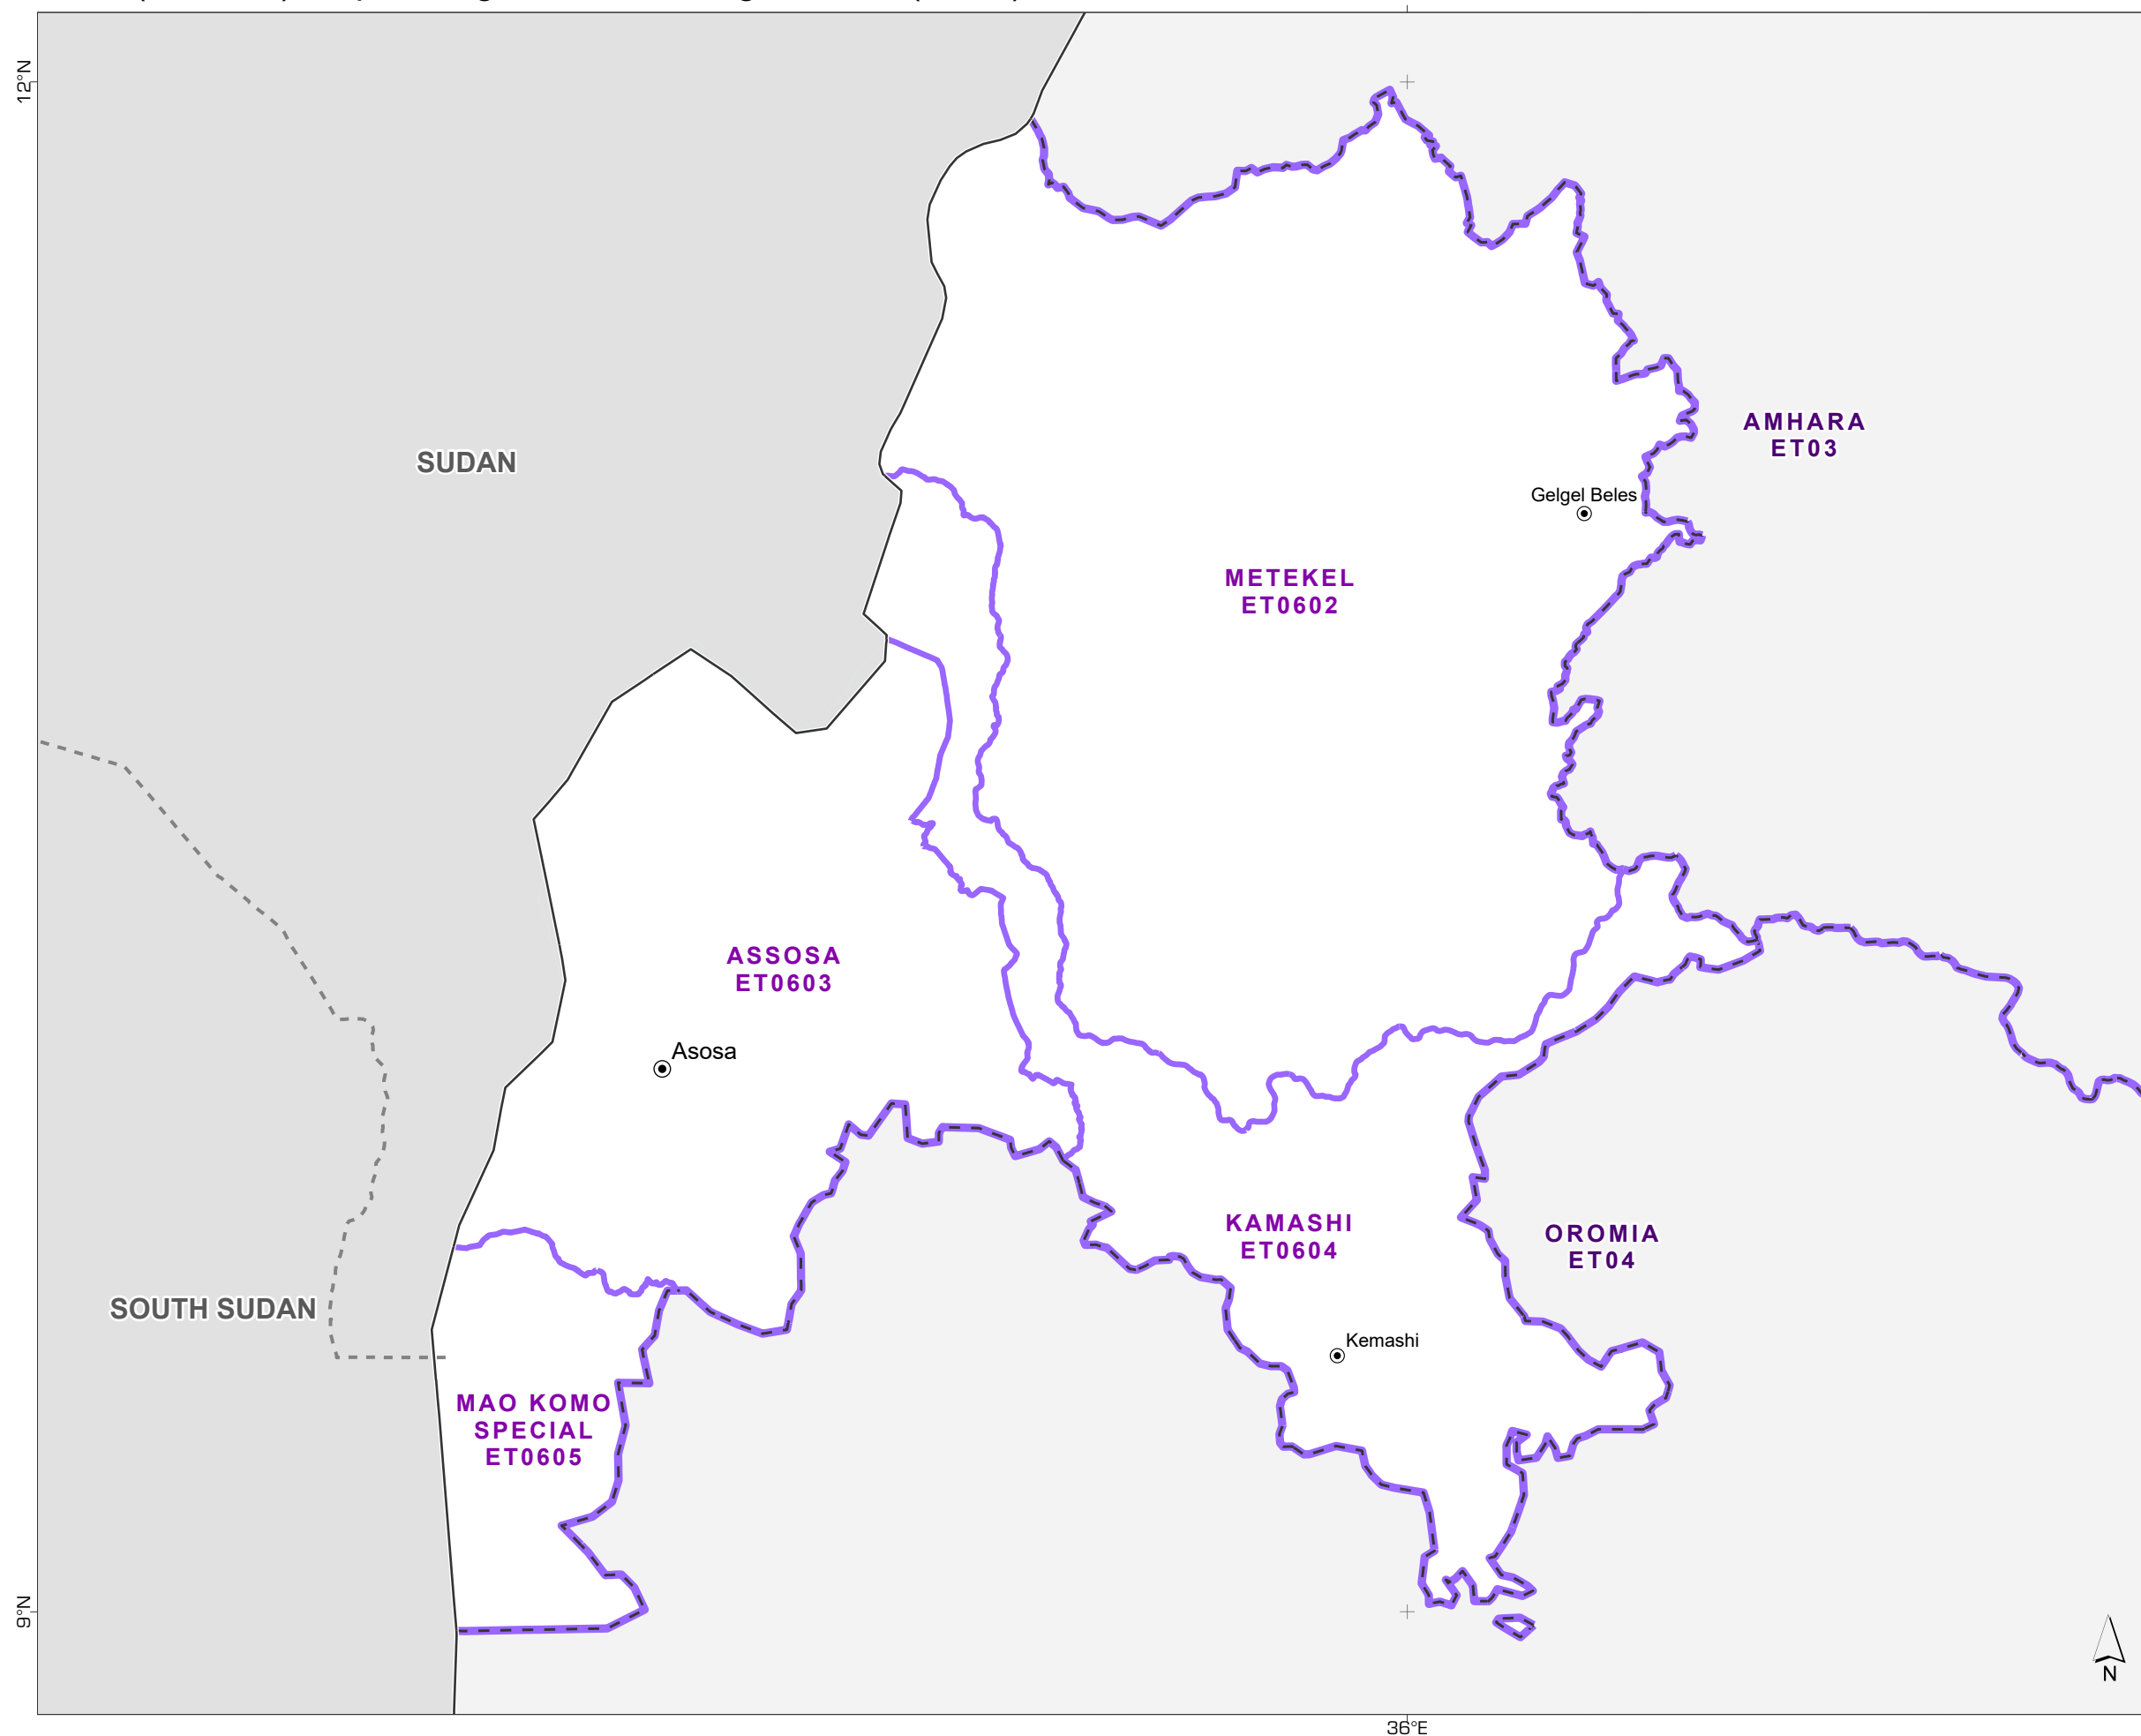 12°N
SUDAN
AMHARA
ET03
Gelgel Beles
METEKEL
ET0602
ASSOSA
ET0603
Asosa
KAMASHI
ET0604
OROMIA
ET04
SOUTH SUDAN
Kemashi
MAO KOMO
SPECIAL
ET0605
9°N
N
36°E